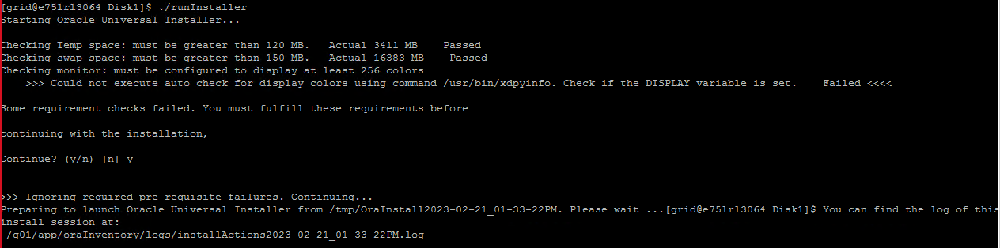 [grid@e75lrl3064 Disk1]$ ./runInstaller
Starting Oracle Universal Installer...
Checking Temp space: must be greater than 120 MB.   Actual 3411 MB    Passed
Checking swap space: must be greater than 150 MB.   Actual 16383 MB    Passed
Checking monitor: must be configured to display at least 256 colors
    >>> Could not execute auto check for display colors using command /usr/bin/xdpyinfo. Check if the DISPLAY variable is set.    Failed <<<<
Some requirement checks failed. You must fulfill these requirements before
continuing with the installation,
Continue? (y/n) [n] y
>>> Ignoring required pre-requisite failures. Continuing...
Preparing to launch Oracle Universal Installer from /tmp/OraInstall2023-02-21_01-33-22PM. Please wait ...[grid@e75lrl3064 Disk1]$ You can find the log of this
install session at:
 /g01/app/oraInventory/logs/installActions2023-02-21_01-33-22PM.log